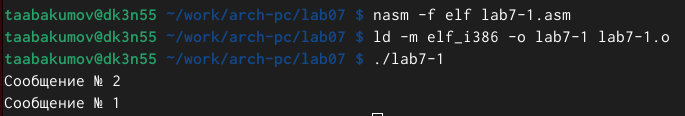 taabakumov@dk3n55 ~/work/arch-pc/lab07 $ nasm -f elf lab7-1.asm
taabakumov@dk3n55 ~/work/arch-pc/lab07 $ ld -m elf_i386 -o lab7-1 lab7-1.o
taabakumov@dk3n55 ~/work/arch-pc/lab07 $ ./lab7-1
Сообщение № 2
Сообщение № 1